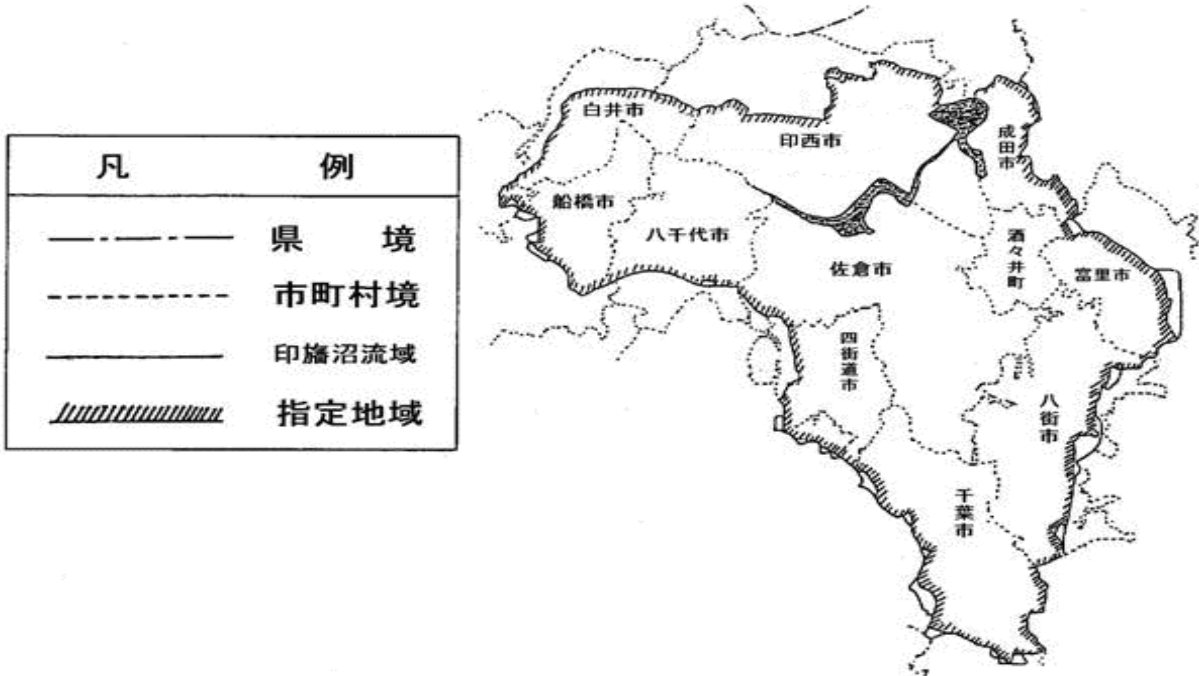 凡 例
県 境
市町村境
印旛沼流域
指定地域
白井市
印西市
成田市
船橋市
八千代市
佐倉市
酒々井町
富里市
四街道市
八街市
千葉市